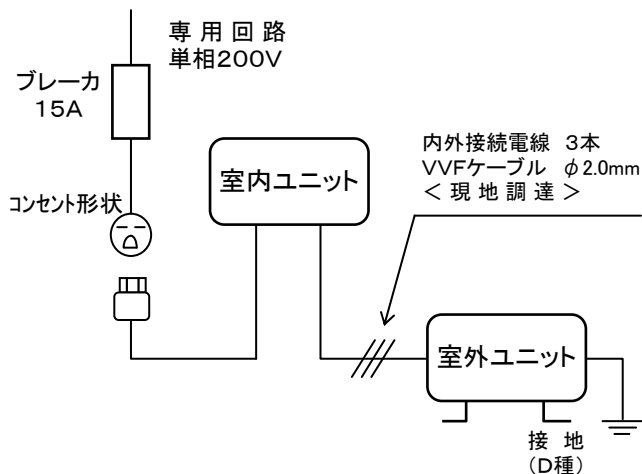 専用回路
単相200V
ブレーカ
15A
内外接続電線 3本
VVFケーブル φ2.0mm
<現地調達>
室内ユニット
コンセント形状
室外ユニット
接地
(D種)